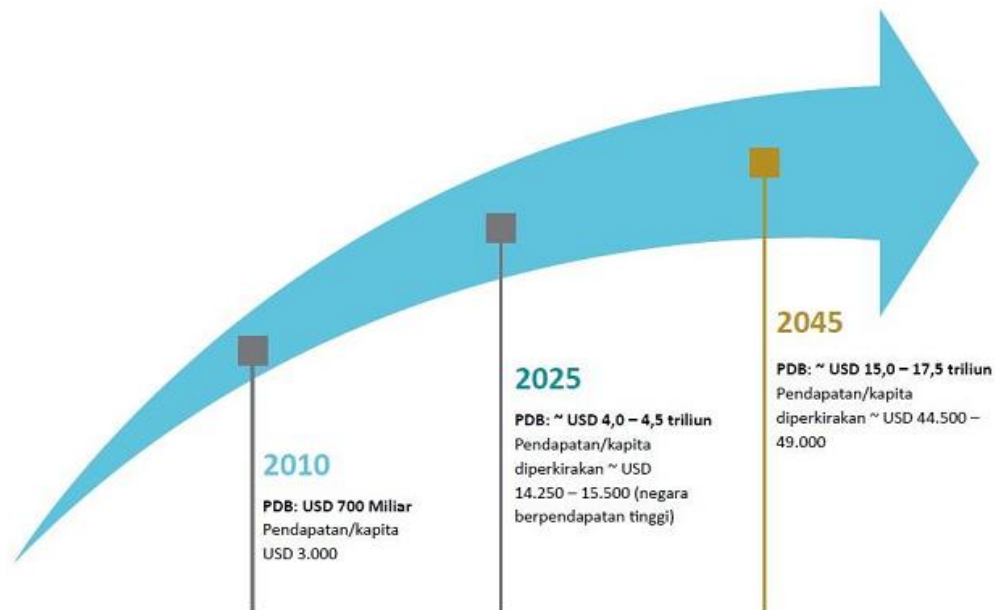 2010
PDB: USD 700 Miliar
Pendapatan/kapita
USD 3.000
2025
PDB: ~ USD 4,0 – 4,5 triliun
Pendapatan/kapita
diperkirakan ~ USD
14.250 – 15.500 (negara
berpendapatan tinggi)
2045
PDB: ~ USD 15,0 – 17,5 triliun
Pendapatan/kapita
diperkirakan ~ USD 44.500 –
49.000